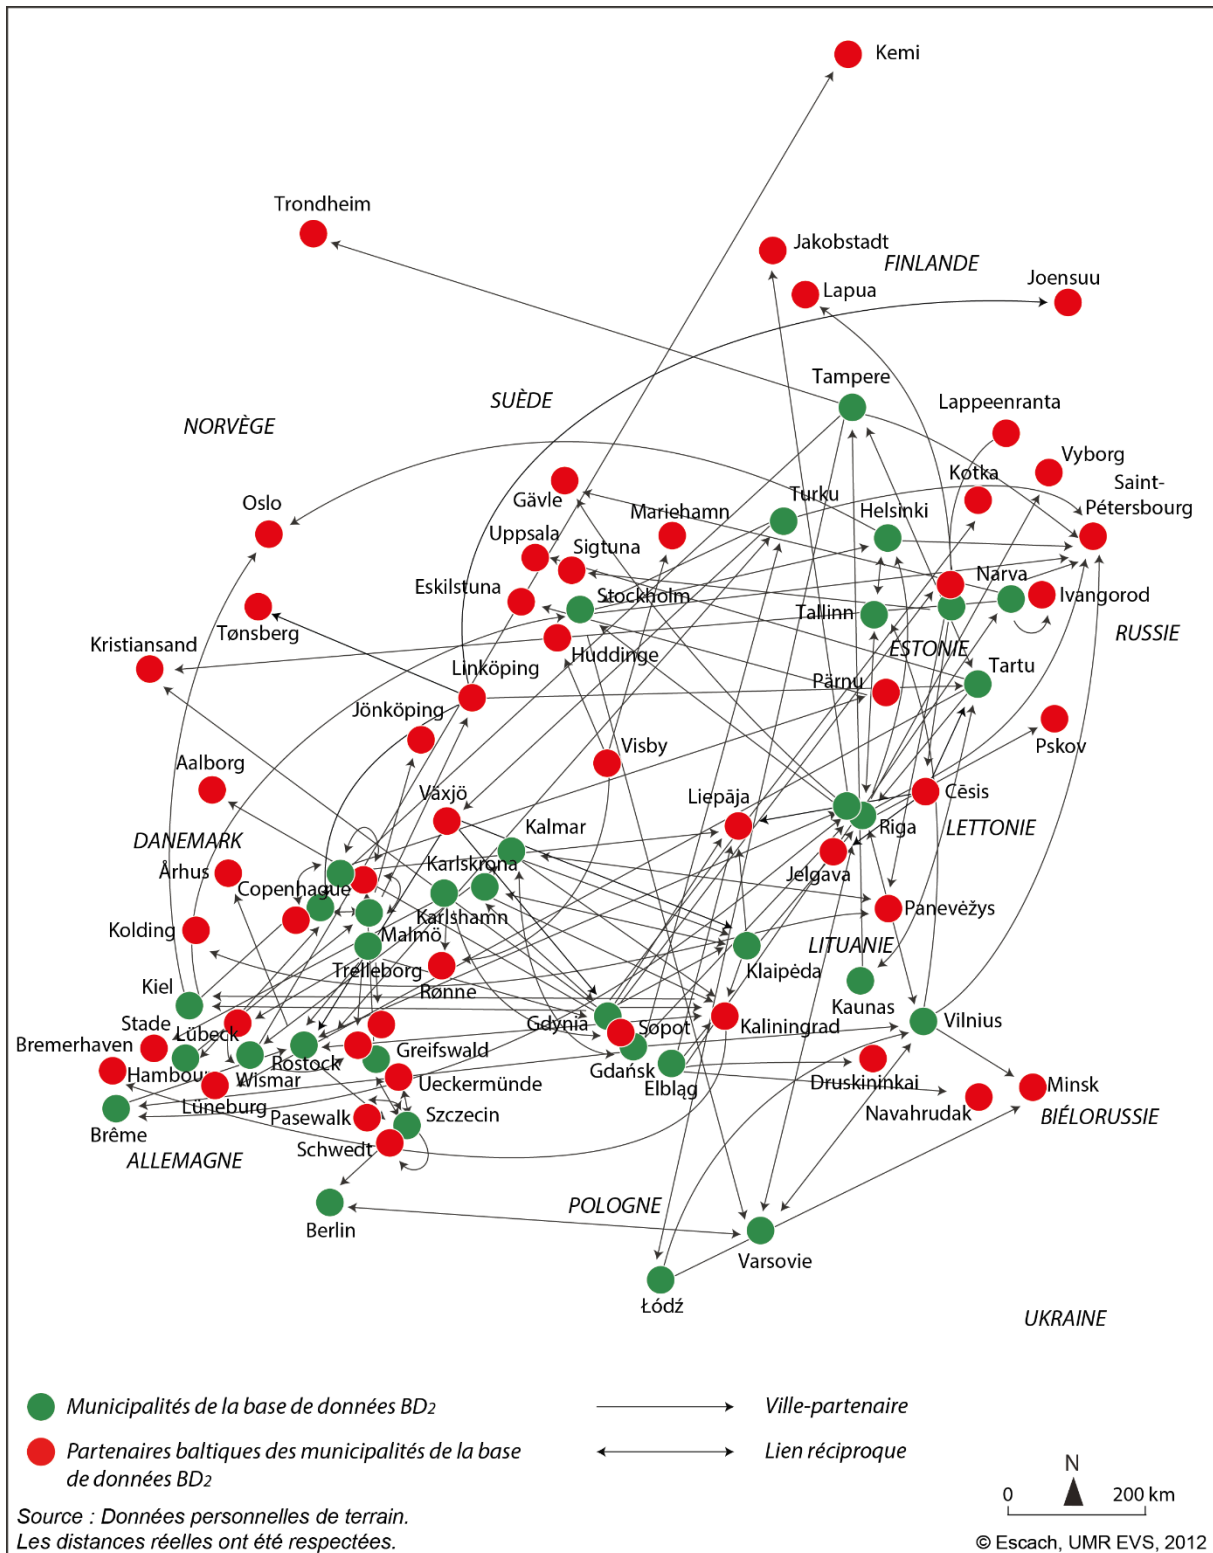 Kemi
Trondheim
Jakobstadt
FINLANDE
Lapua
Joensuu
Tampere
SUÈDE
Lappeenranta
NORVÈGE
Vyborg
Kotka
Saint-
Pétersbourg
Gävle
Turku
Oslo
Mariehamn
Helsinki
Uppsala
Sigtuna
Eskilstuna
Narva
Stockholm
Ivangorod
Tallinn
Tønsberg
RUSSIE
Kristiansand
Huddinge
ESTONIE
Linköping
Tartu
Pärnu
Jönköping
Pskov
Visby
Aalborg
Växjö
Liepāja
Cēsis
Riga
LETTONIE
Kalmar
DANEMARK
Karlskrona
Jelgava
Århus
Copenhague
Panevėžys
Karlshamn
Kolding
Malmö
LITUANIE
Trelleborg
Klaipėda
Rønne
Kiel
Kaunas
Vilnius
Stade
Lübeck
Gdynia
Sopot
Kaliningrad
Bremerhaven
Rostock
Greifswald
Gdańsk
Hambour
Wismar
Elbląg
Druskininkai
Ueckermünde
Minsk
Lüneburg
Navahrudak
Pasewalk
Szczecin
BIÉLORUSSIE
Brême
Schwedt
ALLEMAGNE
POLOGNE
Berlin
Varsovie
Łódź
UKRAINE
Municipalités de la base de données BD2
Ville-partenaire
Partenaires baltiques des municipalités de la base
de données BD2
Lien réciproque
N
0 200 km
Source : Données personnelles de terrain.
Les distances réelles ont été respectées.
© Escach, UMR EVS, 2012